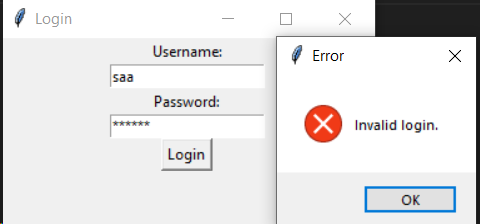 Login
Username:
saa
Password:
******
Login
Error
Invalid login.
OK